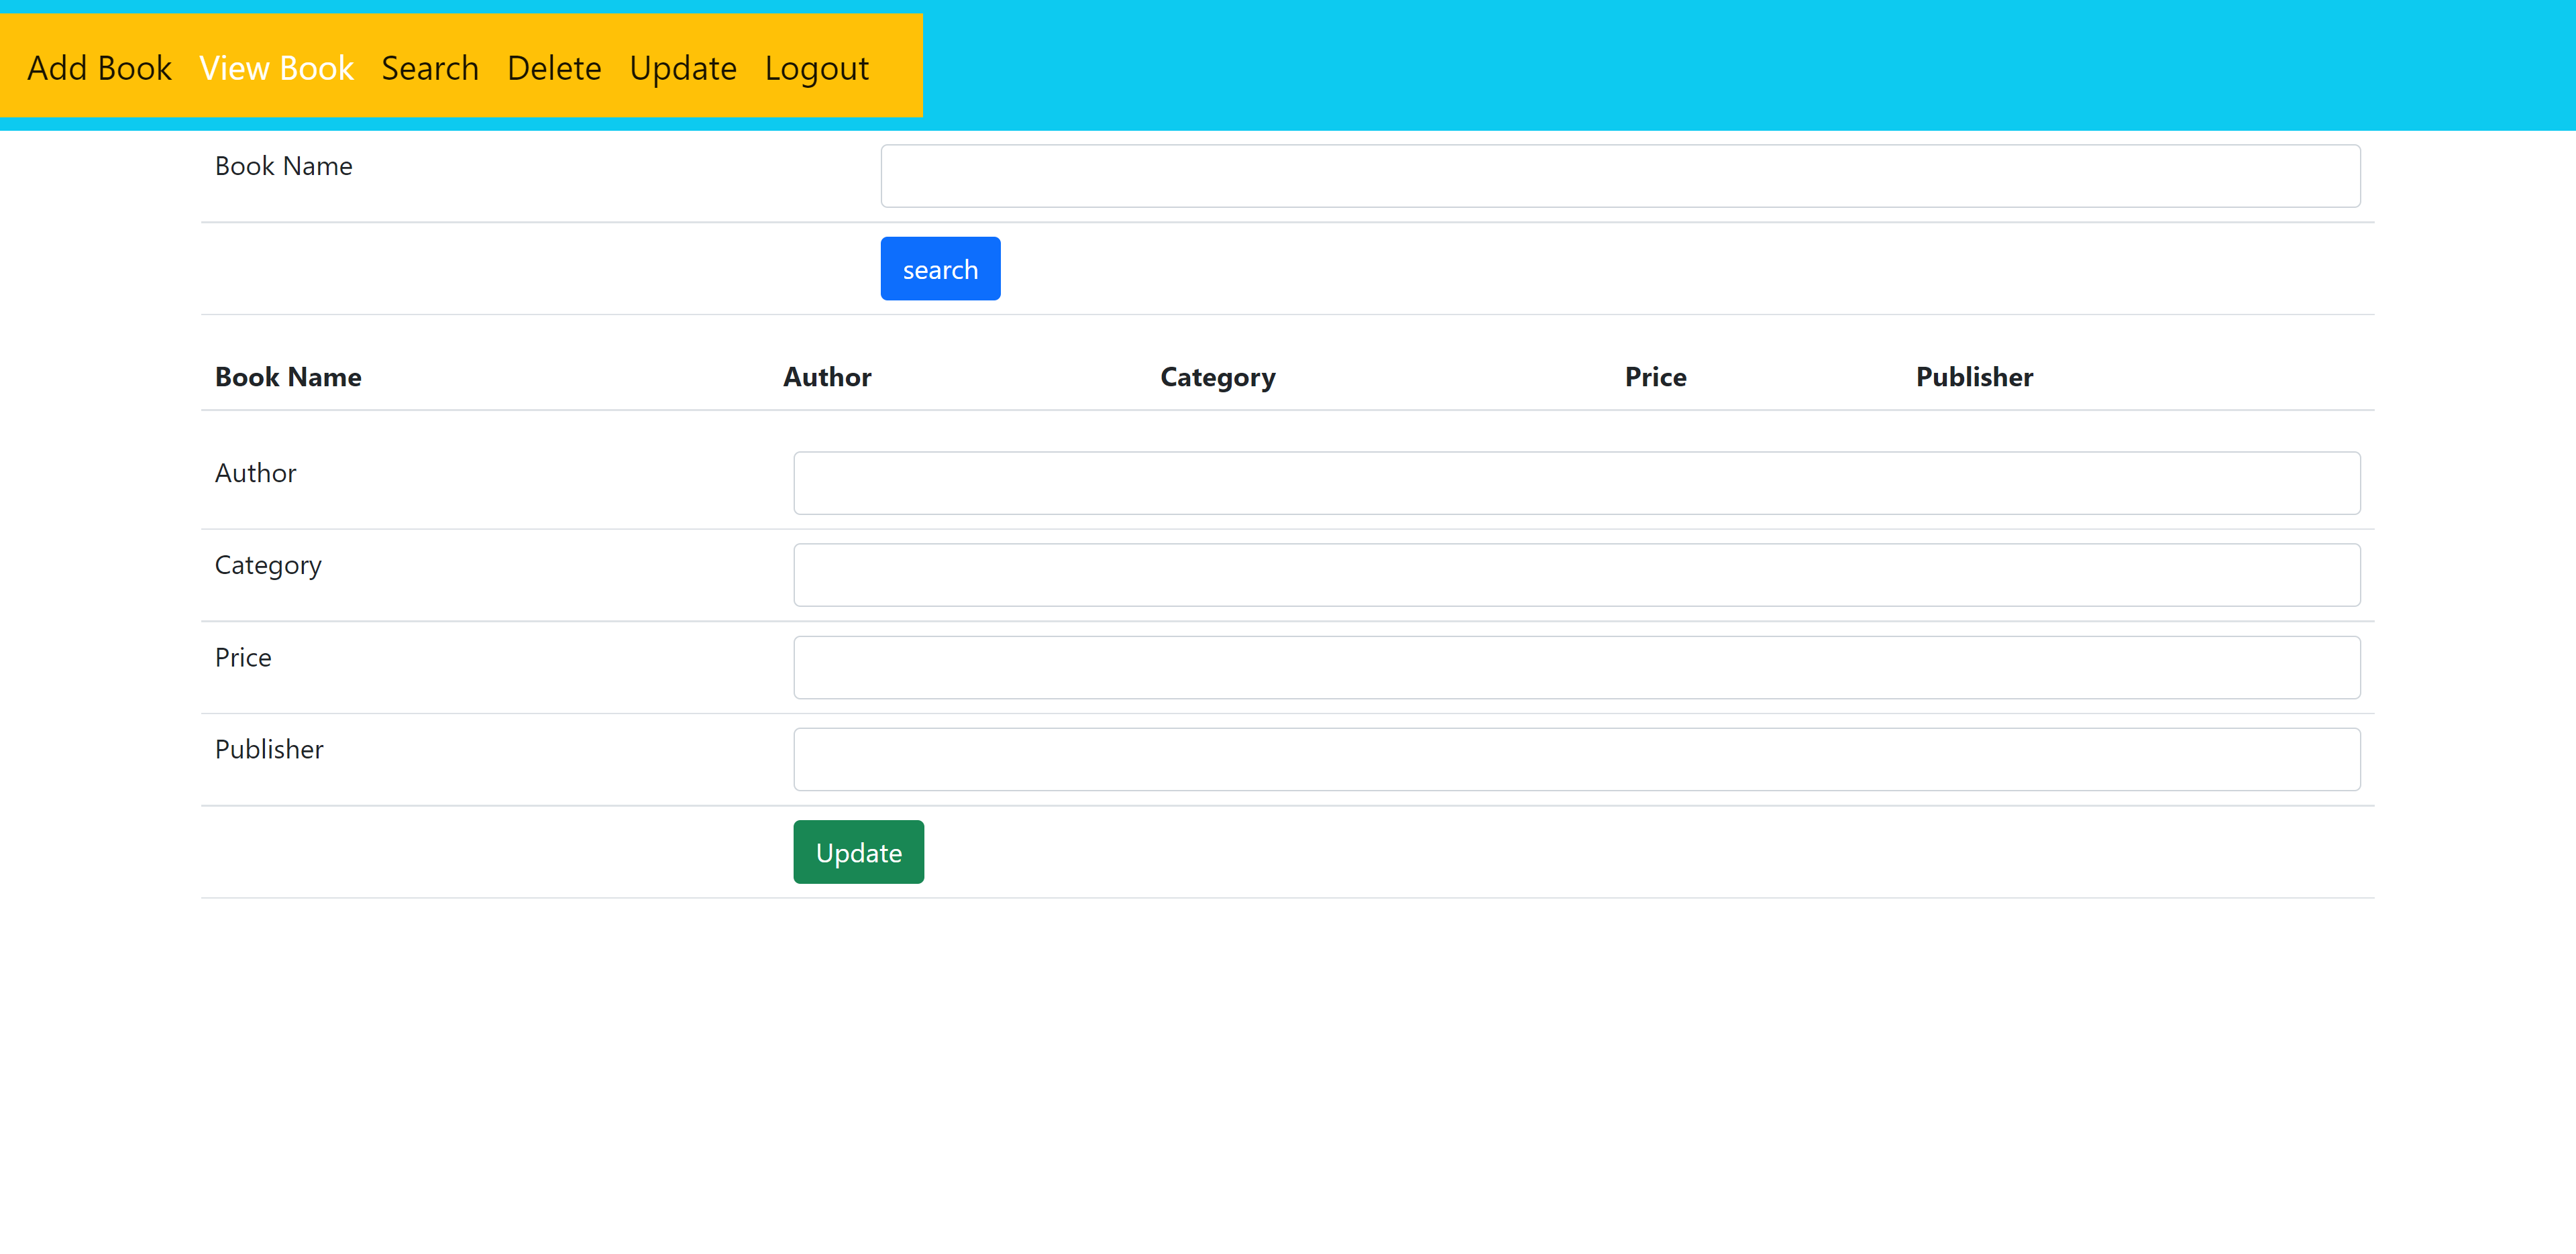 Add Book View Book Search Delete Update Logout
Book Name
search
Book Name Author Category Price Publisher
Author
Category
Price
Publisher
Update